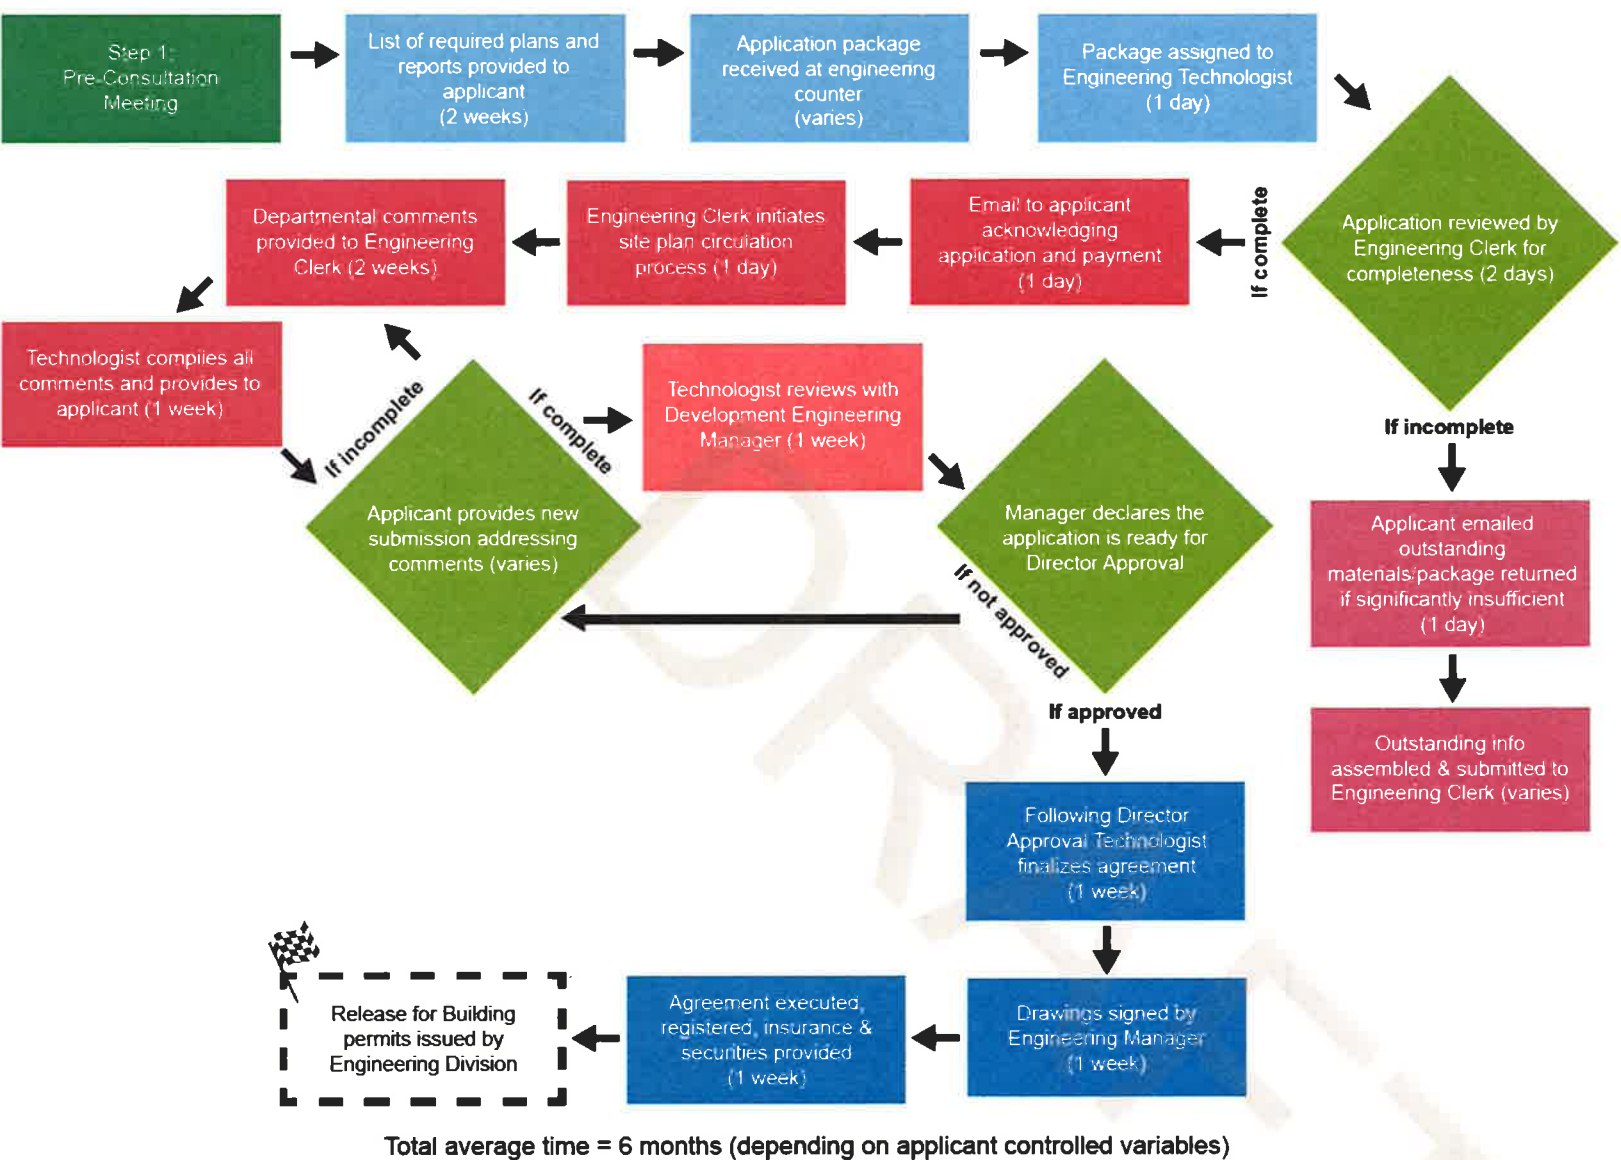 Step 1:
Pre-Consultation
Meeting
List of required plans and
reports provided to
applicant
(2 weeks)
Application package
received at engineering
counter
(varies)
Package assigned to
Engineering Technologist
(1 day)
Application reviewed by
Engineering Clerk for
completeness (2 days)
If complete
Email to applicant
acknowledging
application and payment
(1 day)
Engineering Clerk initiates
site plan circulation
process (1 day)
Departmental comments
provided to Engineering
Clerk (2 weeks)
Technologist compiles all
comments and provides to
applicant (1 week)
If incomplete
If complete
Applicant provides new
submission addressing
comments (varies)
Technologist reviews with
Development Engineering
Manager (1 week)
Manager declares the
application is ready for
Director Approval
If not approved
If approved
If incomplete
Applicant emailed
outstanding
materials/package returned
if significantly insufficient
(1 day)
Outstanding info
assembled & submitted to
Engineering Clerk (varies)
Following Director
Approval Technologist
finalizes agreement
(1 week)
Drawings signed by
Engineering Manager
(1 week)
Agreement executed,
registered, insurance &
securities provided
(1 week)
Release for Building
permits issued by
Engineering Division
Total average time = 6 months (depending on applicant controlled variables)
DRAFT